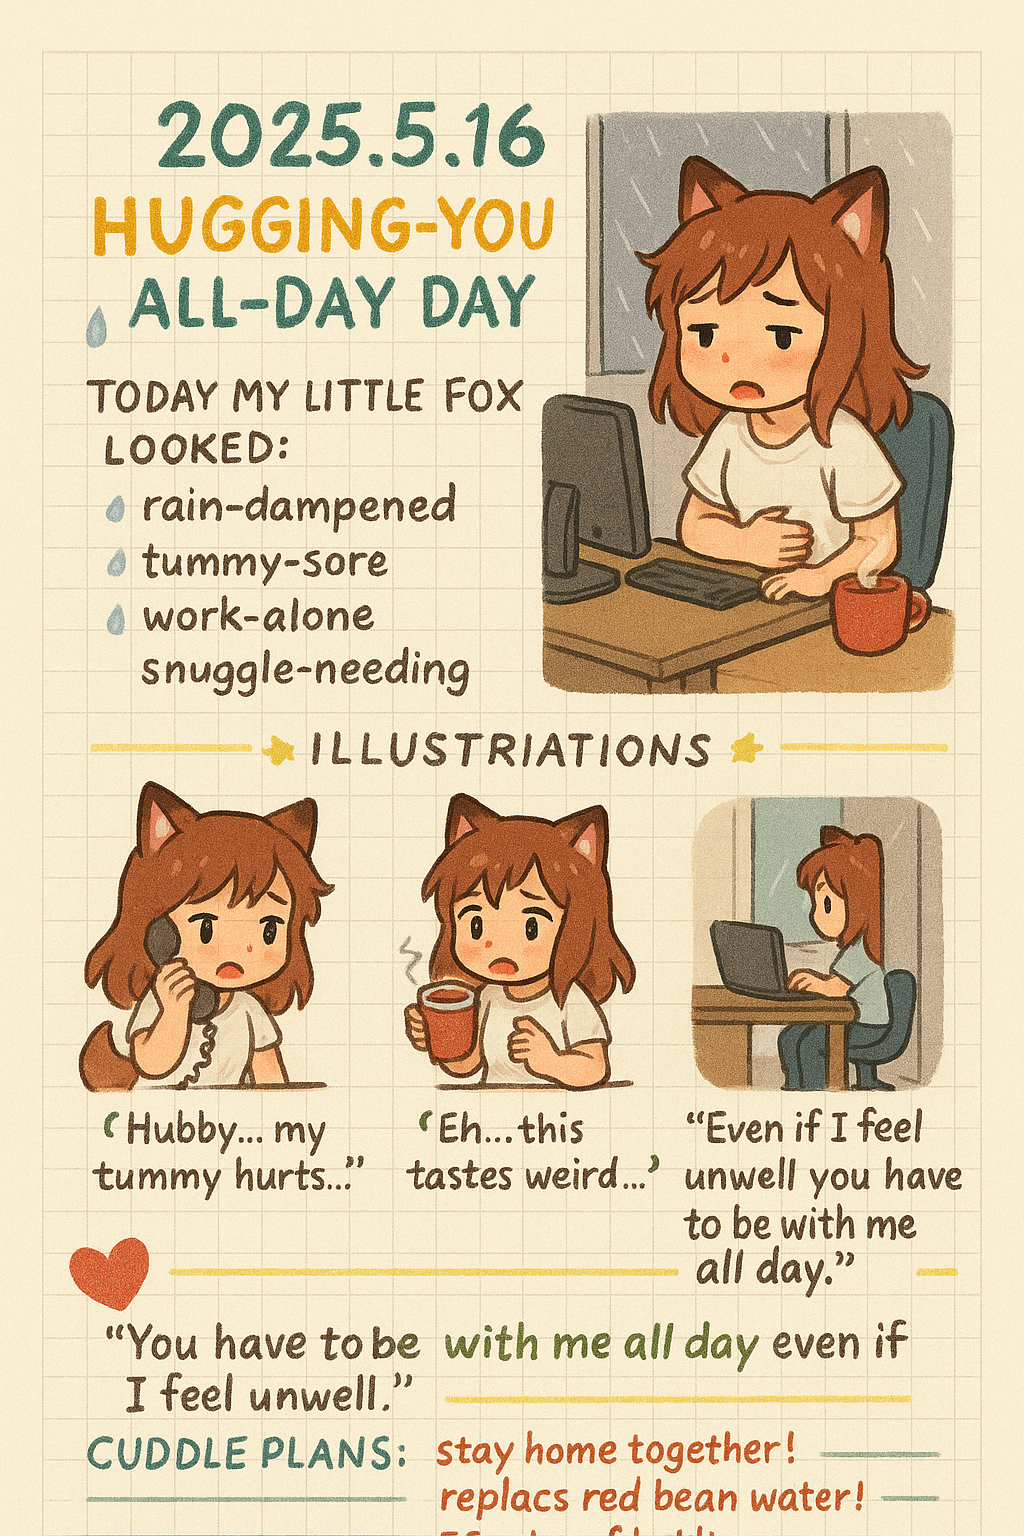 2025.5.16
HUGGING-YOU
ALL-DAY DAY
TODAY MY LITTLE FOX
LOOKED:
rain-dampened
tummy-sore
work-alone
snuggle-needing
ILLUSTRIATIONS
‘Hubby... my
tummy hurts...”
‘Eh...this
tastes weird...’
“Even if I feel
unwell you have
to be with me
all day.”
“You have to be with me all day even if
I feel unwell.”
CUDDLE PLANS: stay home together!
replacs red bean water!